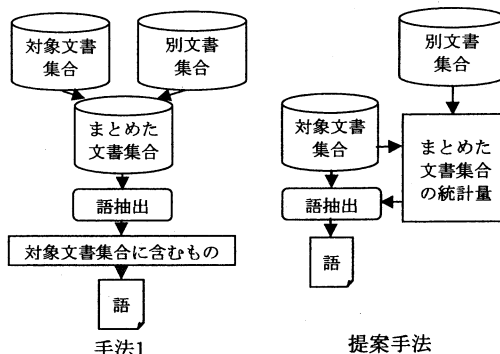 対象文書
集合
別文書
集合
まとめた
文書集合
語抽出
対象文書集合に含むもの
語
手法1
別文書
集合
対象文書
集合
まとめた
文書集合
の統計量
語抽出
語
提案手法